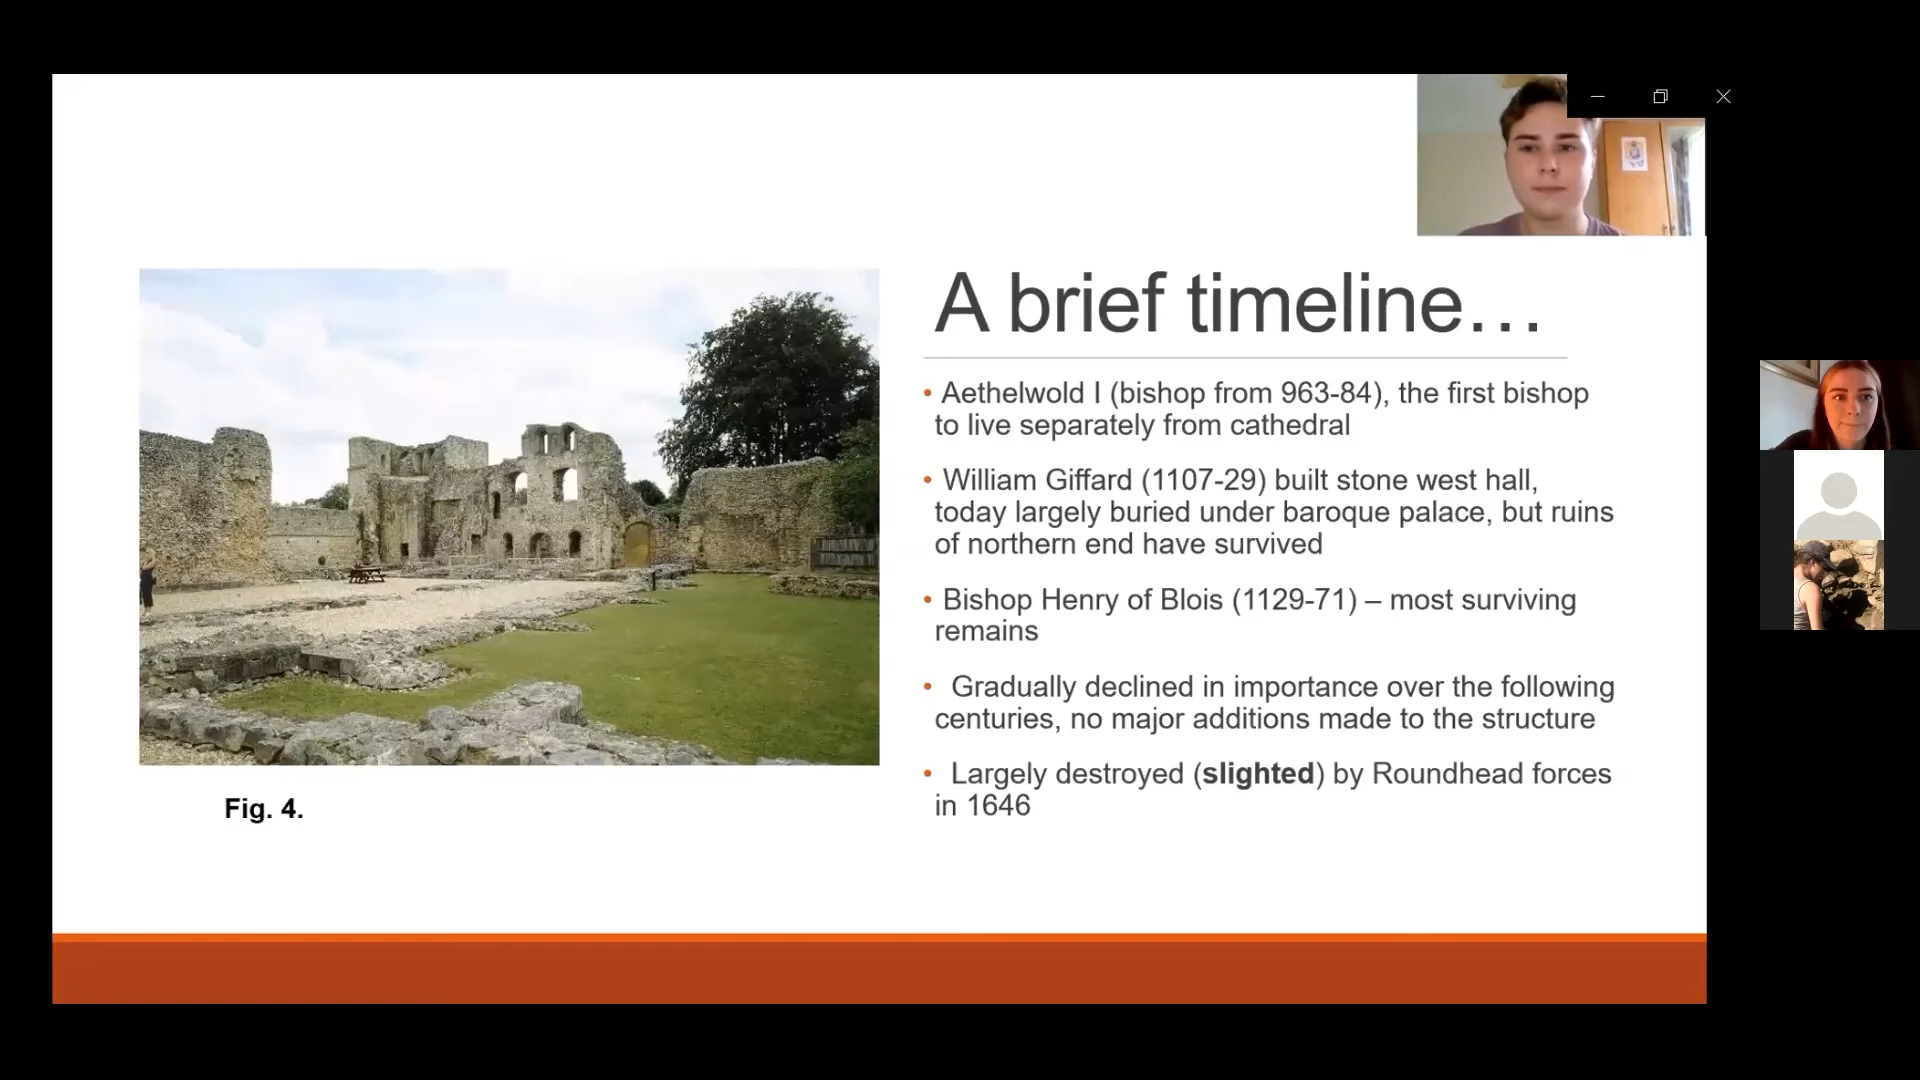 A brief timeline…
• Aethelwold I (bishop from 963-84), the first bishop
to live separately from cathedral
• William Giffard (1107-29) built stone west hall,
today largely buried under baroque palace, but ruins
of northern end have survived
• Bishop Henry of Blois (1129-71) – most surviving
remains
• Gradually declined in importance over the following
centuries, no major additions made to the structure
• Largely destroyed (slighted) by Roundhead forces
in 1646
Fig. 4.